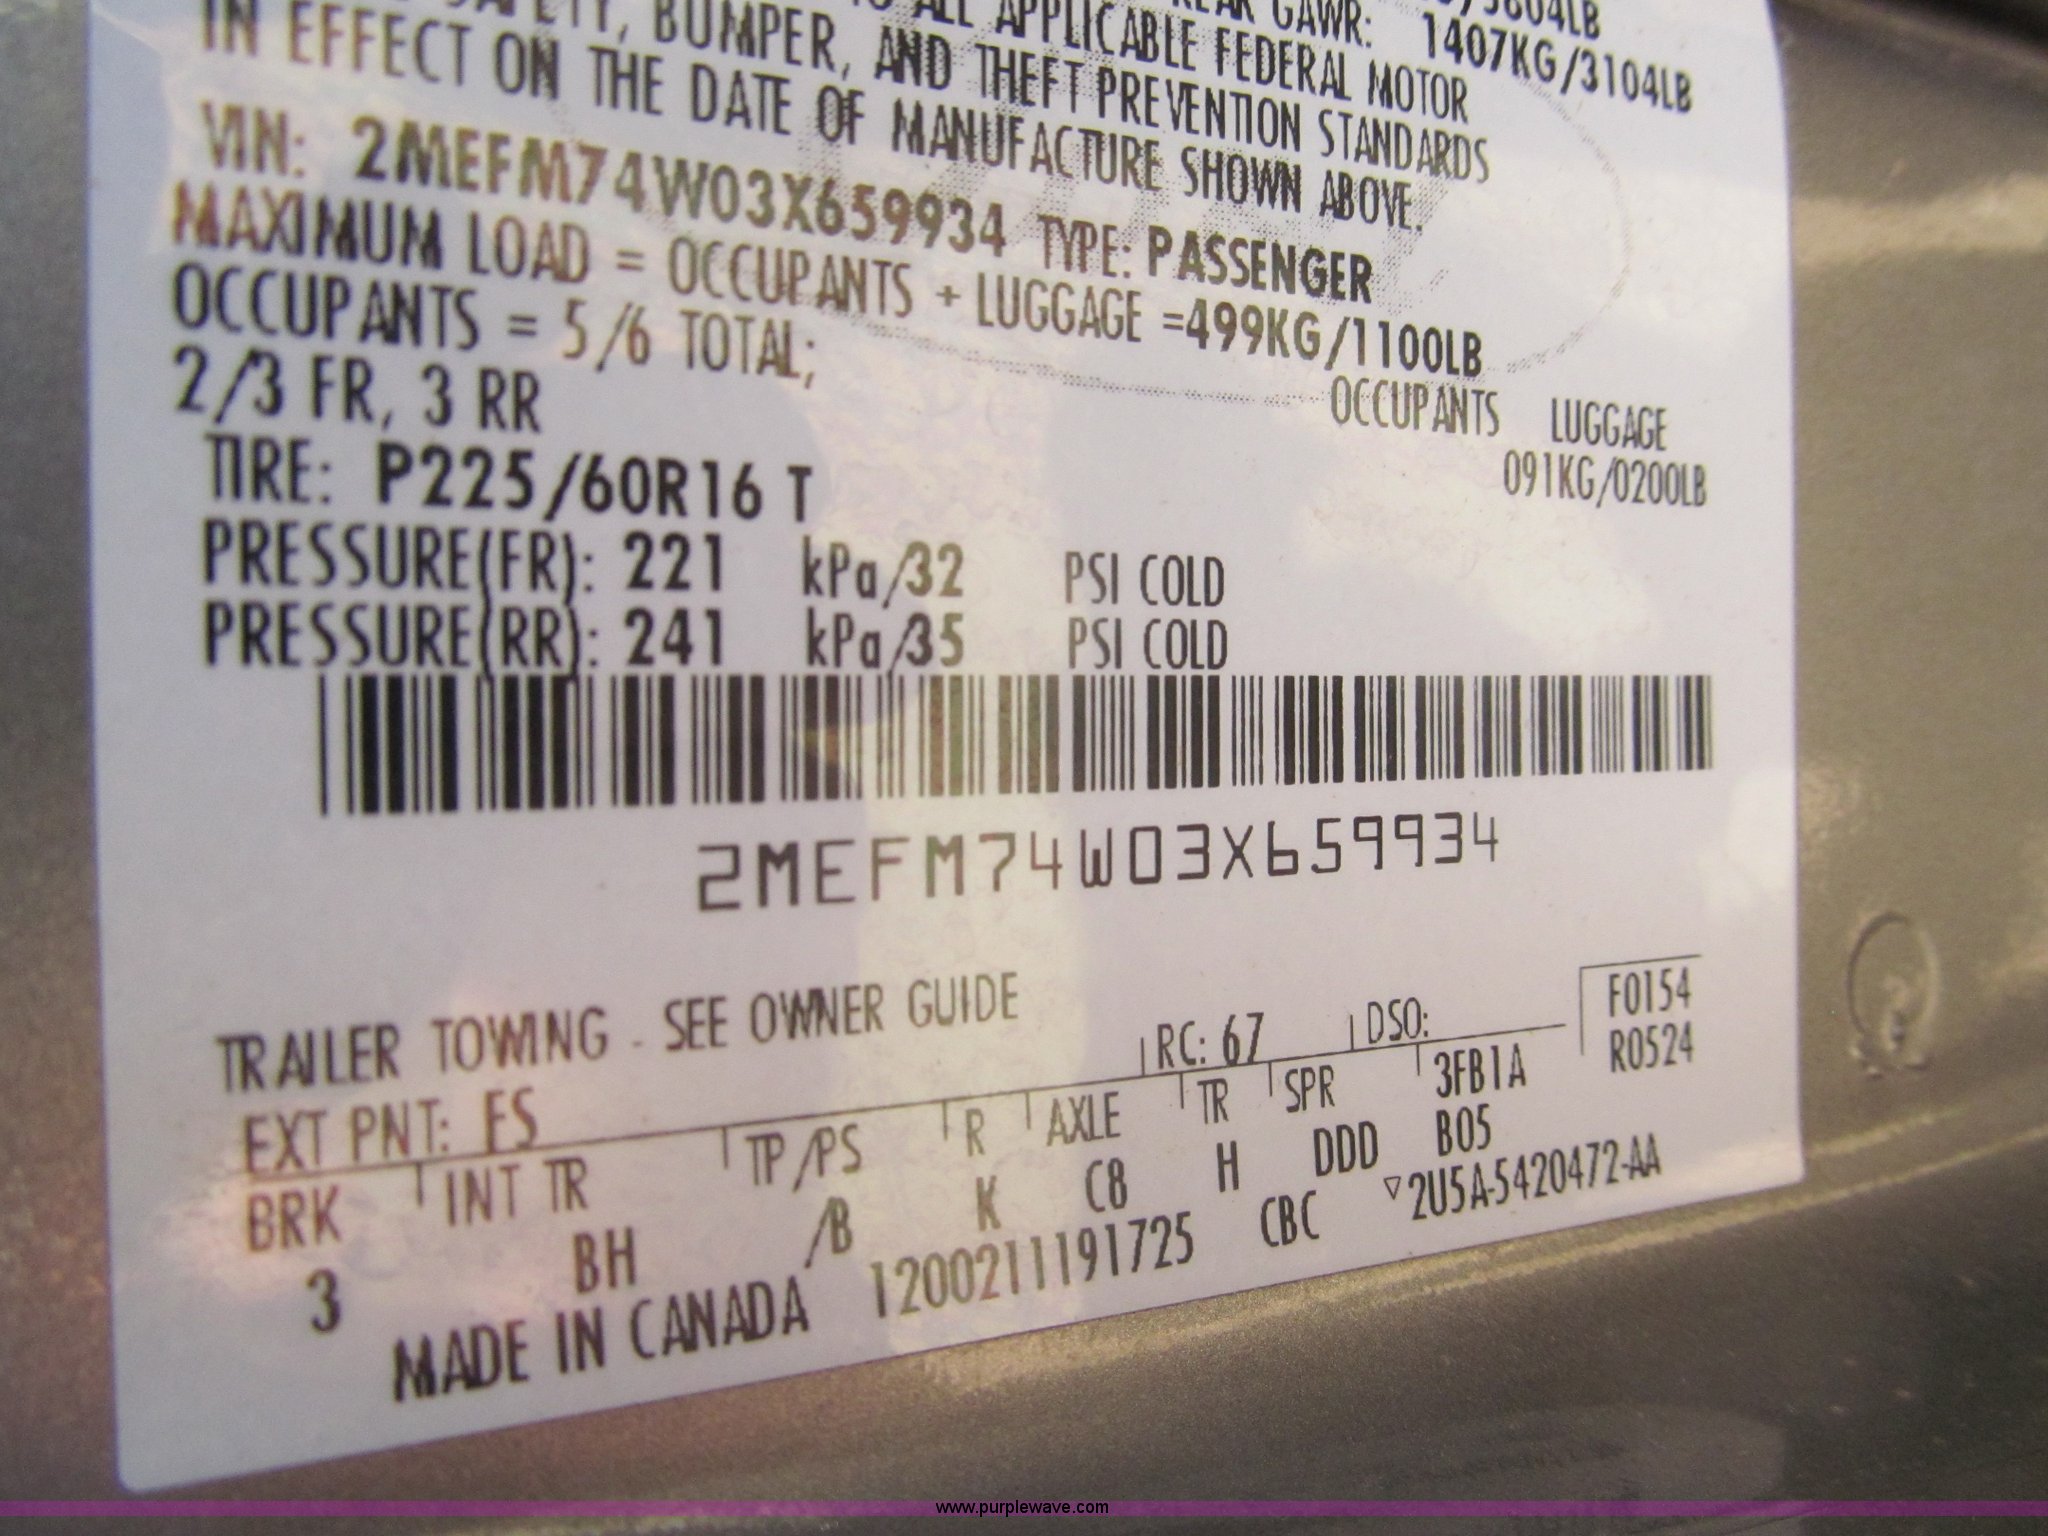 /3604LB
REAR GAWR: 1407KG/3104LB
TO ALL APPLICABLE FEDERAL MOTOR
SAFETY, BUMPER, AND THEFT PREVENTION STANDARDS
IN EFFECT ON THE DATE OF MANUFACTURE SHOWN ABOVE.
VIN: 2MEFM74W03X659934 TYPE: PASSENGER
MAXIMUM LOAD = OCCUPANTS + LUGGAGE =499KG/1100LB
OCCUPANTS = 5/6 TOTAL; OCCUPANTS LUGGAGE
2/3 FR, 3 RR 091KG/0200LB
TIRE: P225/60R16 T
PRESSURE(FR): 221 kPa/32 PSI COLD
PRESSURE(RR): 241 kPa/35 PSI COLD
2MEFM74W03X659934
TRAILER TOWING - SEE OWNER GUIDE
F0154
EXT PNT: FS RC: 67 DSO: R0524
BRK INT TR TP/PS R AXLE TR SPR 3FB1A
3 BH /B K C8 H DDD B05
MADE IN CANADA 1200211191725 CBC ▽2U5A-5420472-AA
www.purplewave.com